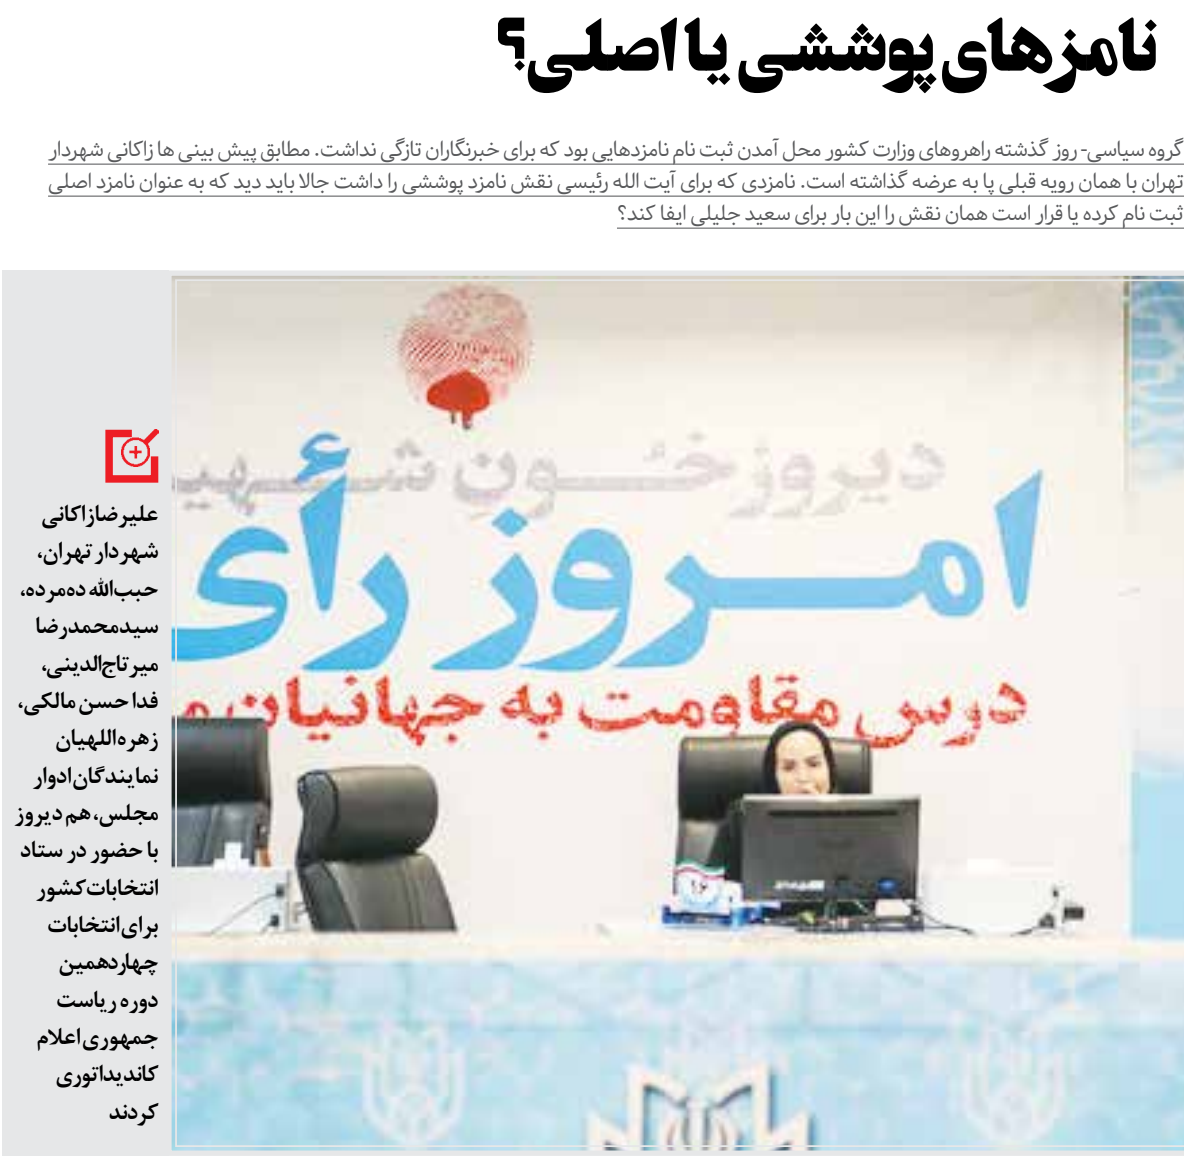 نامزهای پوششی یا اصلی؟
گروه سیاسی- روز گذشته راهروهای وزارت کشور محل آمدن ثبت نام نامزدهایی بود که برای خبرنگاران تازگی نداشت. مطابق پیش بینی ها زاکانی شهردار
تهران با همان رویه قبلی پا به عرضه گذاشته است. نامزدی که برای آیت الله رئیسی نقش نامزد پوششی را داشت حالا باید دید که به عنوان نامزد اصلی
ثبت نام کرده یا قرار است همان نقش را این بار برای سعید جلیلی ایفا کند؟
دیروز خون شهید
امروز رأی
درس مقاومت به جهانیان
۱۶
علیرضا زاکانی
شهردار تهران،
حبب‌الله ده‌مرده،
سیدمحمدرضا
میرتاج‌الدینی،
فدا حسن مالکی،
زهره اللهیان
نمایندگان ادوار
مجلس، هم دیروز
با حضور در ستاد
انتخابات کشور
برای انتخابات
چهاردهمین
دوره ریاست
جمهوری اعلام
کاندیداتوری
کردند